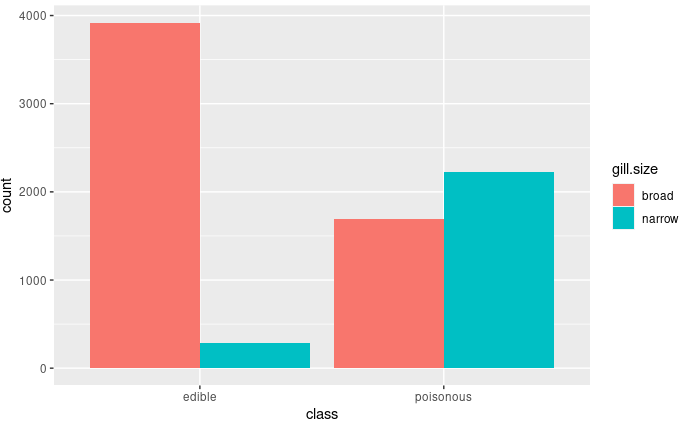 4000
3000
2000
1000
0
count
edible
poisonous
class
gill.size
broad
narrow